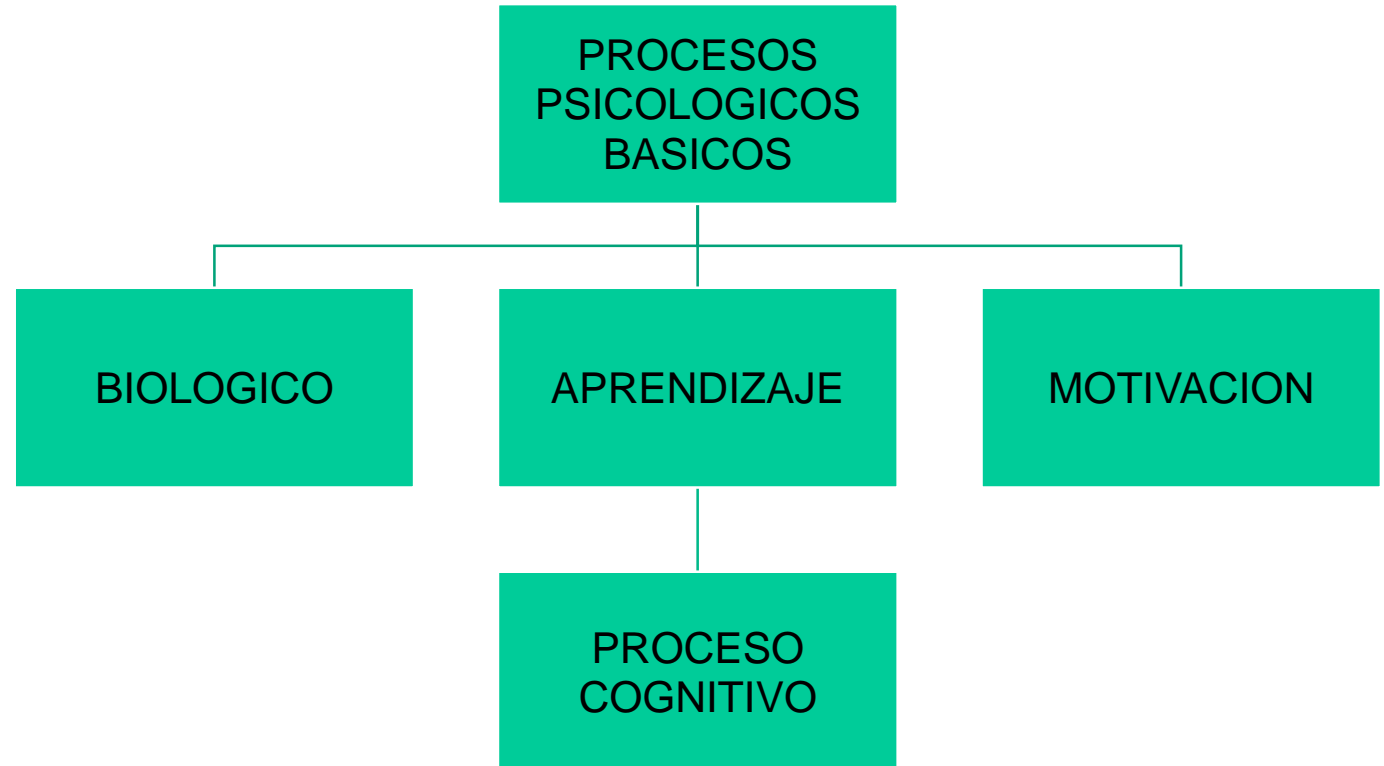 PROCESOS
PSICOLOGICOS
BASICOS
BIOLOGICO
APRENDIZAJE
MOTIVACION
PROCESO
COGNITIVO